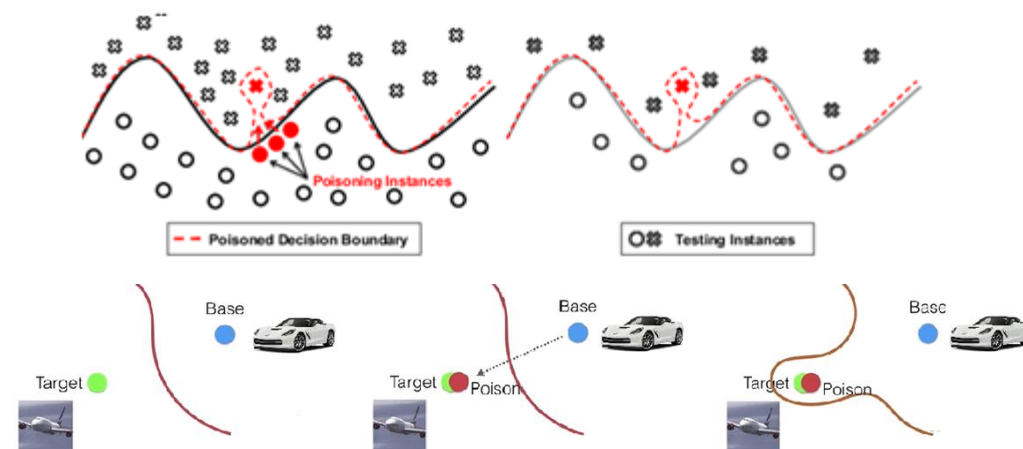 Poisoning Instances
Poisoned Decision Boundary
Testing Instances
Base
Target
Base
Target
Poison
Base
Target
Poison